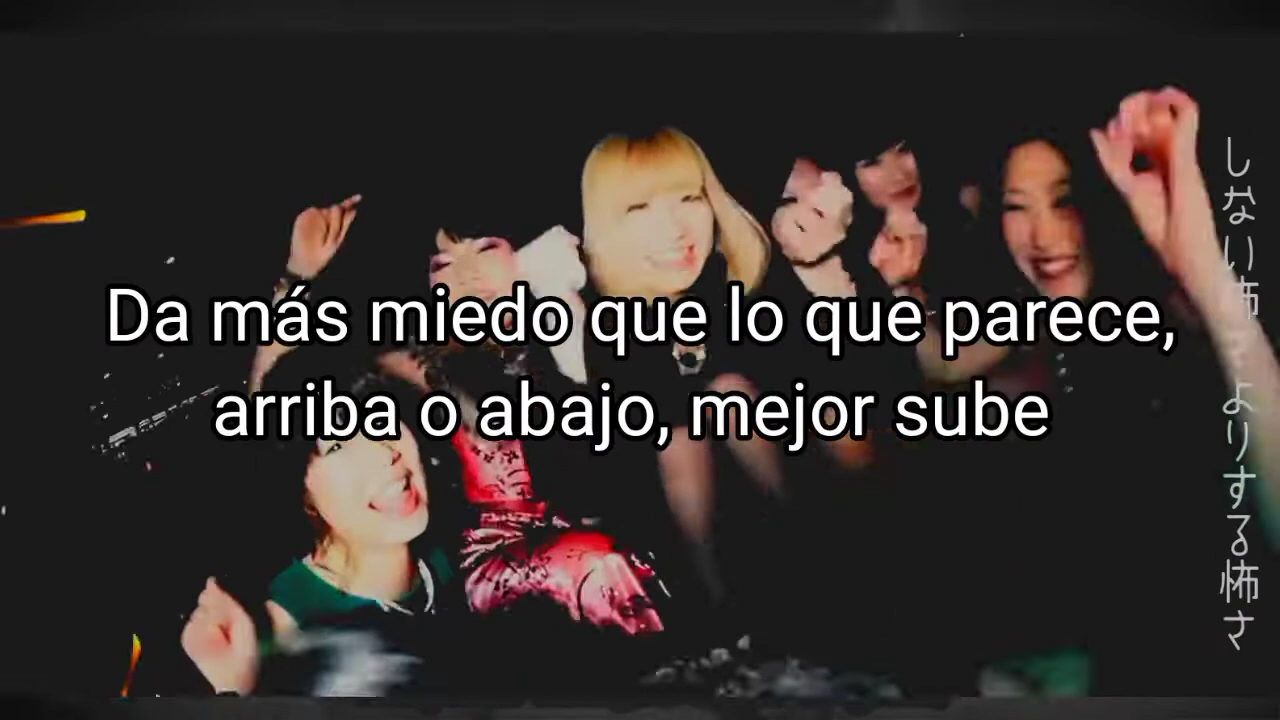 Da más miedo que lo que parece,
arriba o abajo, mejor sube
しない怖さよりする怖さ